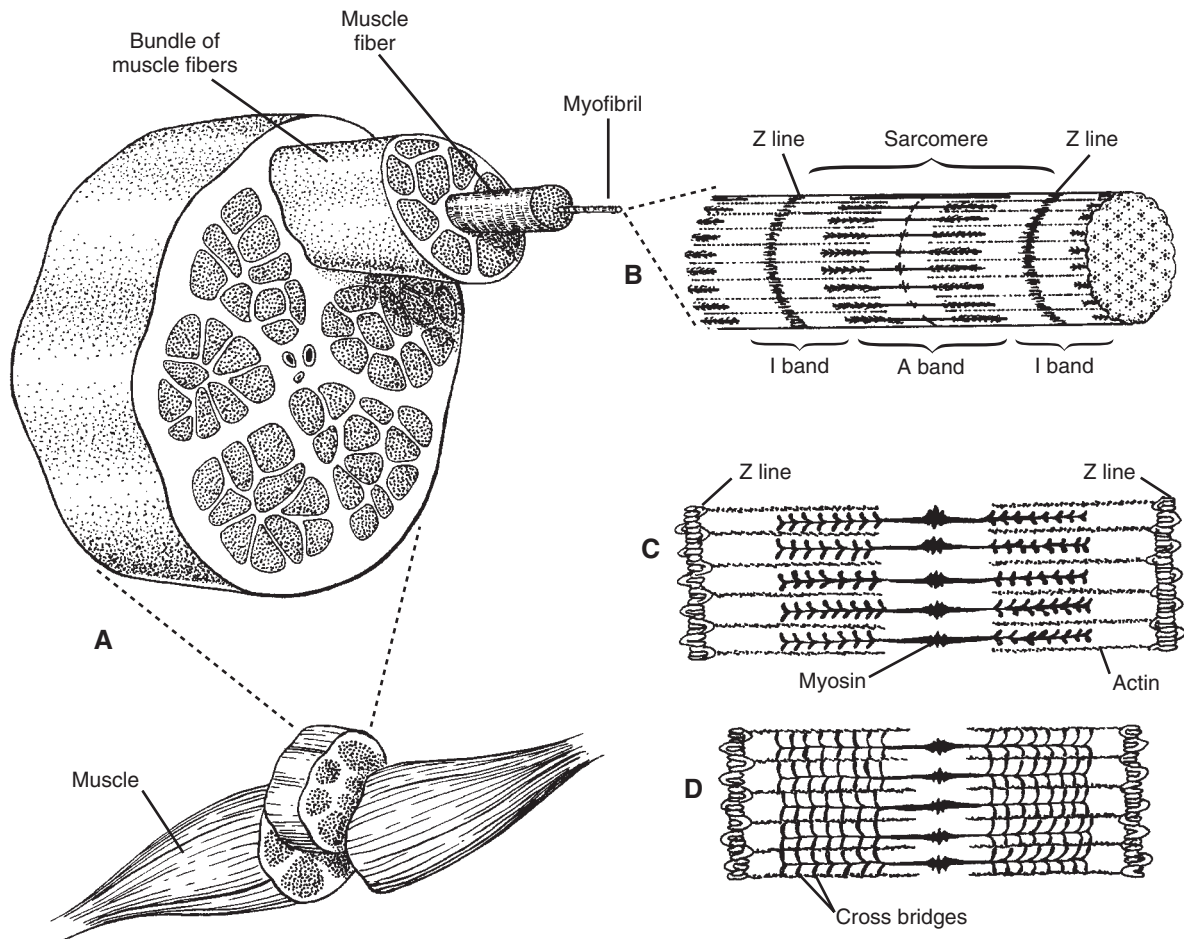 Bundle of
muscle fibers
Muscle
fiber
Myofibril
Z line
Sarcomere
Z line
B
I band
A band
I band
A
Muscle
Z line
Z line
C
Myosin
Actin
D
Cross bridges